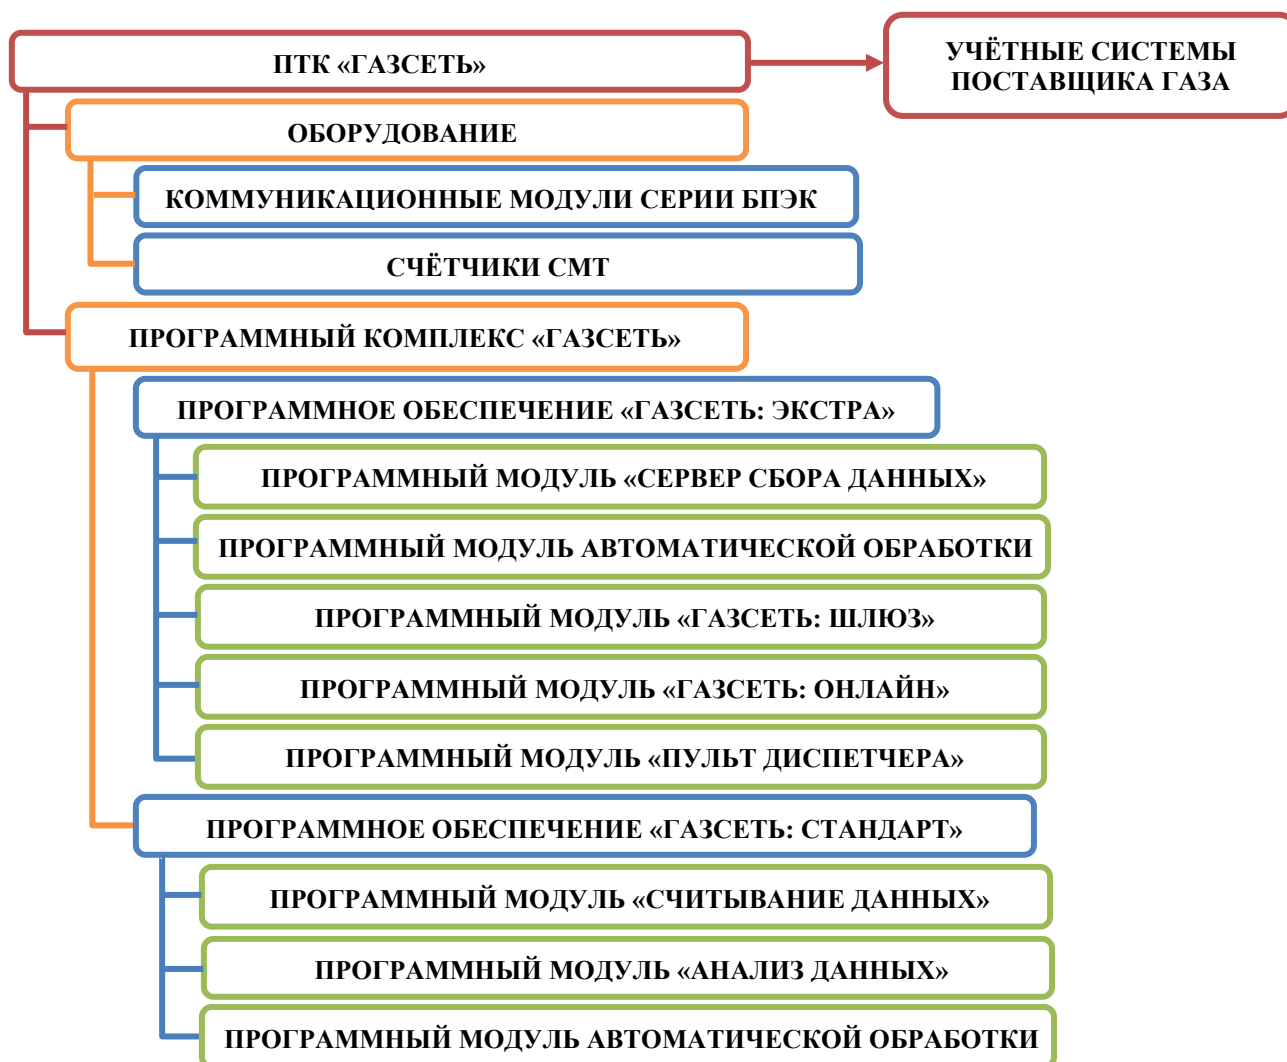 ПТК «ГАЗСЕТЬ»
УЧЁТНЫЕ СИСТЕМЫ
ПОСТАВЩИКА ГАЗА
ОБОРУДОВАНИЕ
КОММУНИКАЦИОННЫЕ МОДУЛИ СЕРИИ БПЭК
СЧЁТЧИКИ СМТ
ПРОГРАММНЫЙ КОМПЛЕКС «ГАЗСЕТЬ»
ПРОГРАММНОЕ ОБЕСПЕЧЕНИЕ «ГАЗСЕТЬ: ЭКСТРА»
ПРОГРАММНЫЙ МОДУЛЬ «СЕРВЕР СБОРА ДАННЫХ»
ПРОГРАММНЫЙ МОДУЛЬ АВТОМАТИЧЕСКОЙ ОБРАБОТКИ
ПРОГРАММНЫЙ МОДУЛЬ «ГАЗСЕТЬ: ШЛЮЗ»
ПРОГРАММНЫЙ МОДУЛЬ «ГАЗСЕТЬ: ОНЛАЙН»
ПРОГРАММНЫЙ МОДУЛЬ «ПУЛЬТ ДИСПЕТЧЕРА»
ПРОГРАММНОЕ ОБЕСПЕЧЕНИЕ «ГАЗСЕТЬ: СТАНДАРТ»
ПРОГРАММНЫЙ МОДУЛЬ «СЧИТЫВАНИЕ ДАННЫХ»
ПРОГРАММНЫЙ МОДУЛЬ «АНАЛИЗ ДАННЫХ»
ПРОГРАММНЫЙ МОДУЛЬ АВТОМАТИЧЕСКОЙ ОБРАБОТКИ